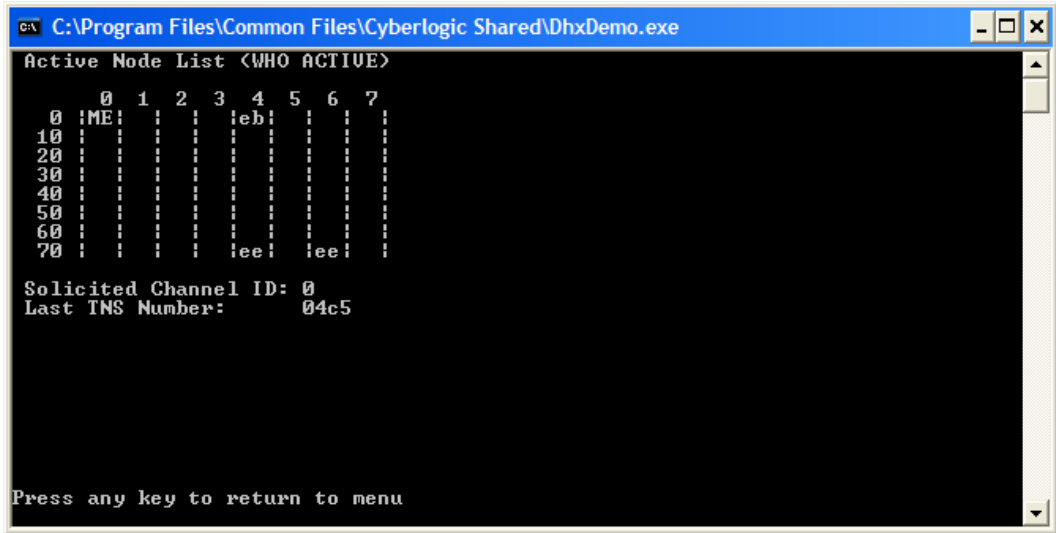 C:\Program Files\Common Files\Cyberlogic Shared\DhxDemo.exe
Active Node List (WHO ACTIVE)
0 1 2 3 4 5 6 7
0 ¦ME¦ ¦ ¦ ¦eb¦ ¦ ¦ ¦
10 ¦ ¦ ¦ ¦ ¦ ¦ ¦ ¦ ¦
20 ¦ ¦ ¦ ¦ ¦ ¦ ¦ ¦ ¦
30 ¦ ¦ ¦ ¦ ¦ ¦ ¦ ¦ ¦
40 ¦ ¦ ¦ ¦ ¦ ¦ ¦ ¦ ¦
50 ¦ ¦ ¦ ¦ ¦ ¦ ¦ ¦ ¦
60 ¦ ¦ ¦ ¦ ¦ ¦ ¦ ¦ ¦
70 ¦ ¦ ¦ ¦ ¦ee¦ ¦ee¦ ¦
Solicited Channel ID: 0
Last TNS Number: 04c5
Press any key to return to menu